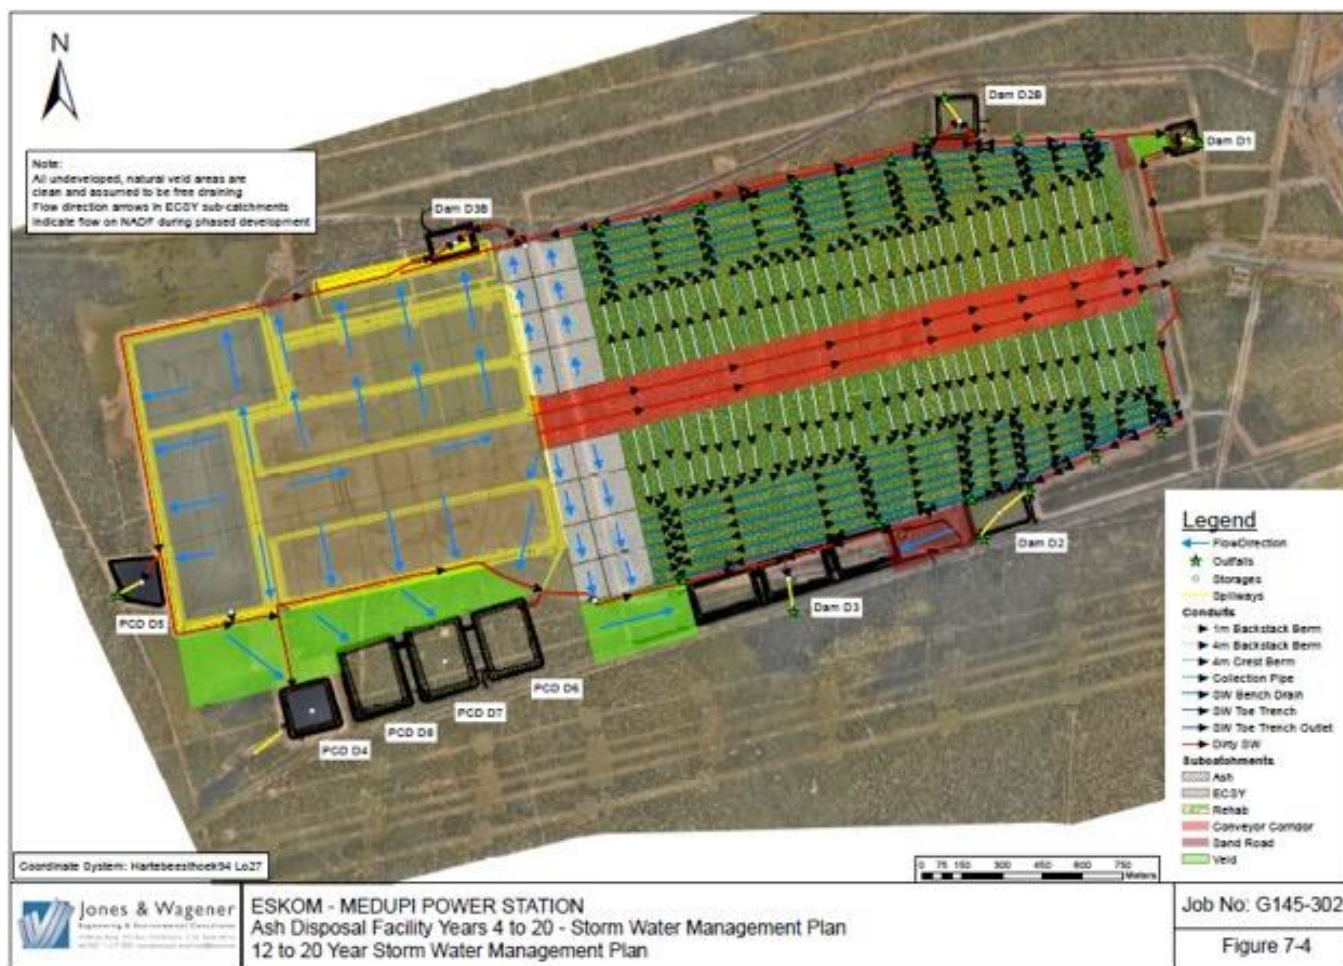 N
Note:
All undeveloped, natural veld areas are
clean and assumed to be free draining
Flow direction arrows in ECSY sub-catchments
indicate flow on NADF during phased development
Dam D2B
Dam D1
Dam D3B
PCD D5
Dam D2
Dam D3
PCD D6
PCD D7
PCD D8
PCD D4
Legend
FlowDirection
Outfalls
Storages
Spillways
Conduits
1m Backstack Berm
4m Backstack Berm
4m Crest Berm
Collection Pipe
SW Bench Drain
SW Toe Trench
SW Toe Trench Outlet
Dirty SW
Subcatchments
Ash
ECSY
Rehab
Conveyor Corridor
Sand Road
Veld
0 75 150 300 450 600 750
Meters
Coordinate System: Hartebeesthoek94 Lo27
Jones & Wagener
Engineering & Environmental Consultants
ESKOM - MEDUPI POWER STATION
Ash Disposal Facility Years 4 to 20 - Storm Water Management Plan
12 to 20 Year Storm Water Management Plan
Job No: G145-302
Figure 7-4